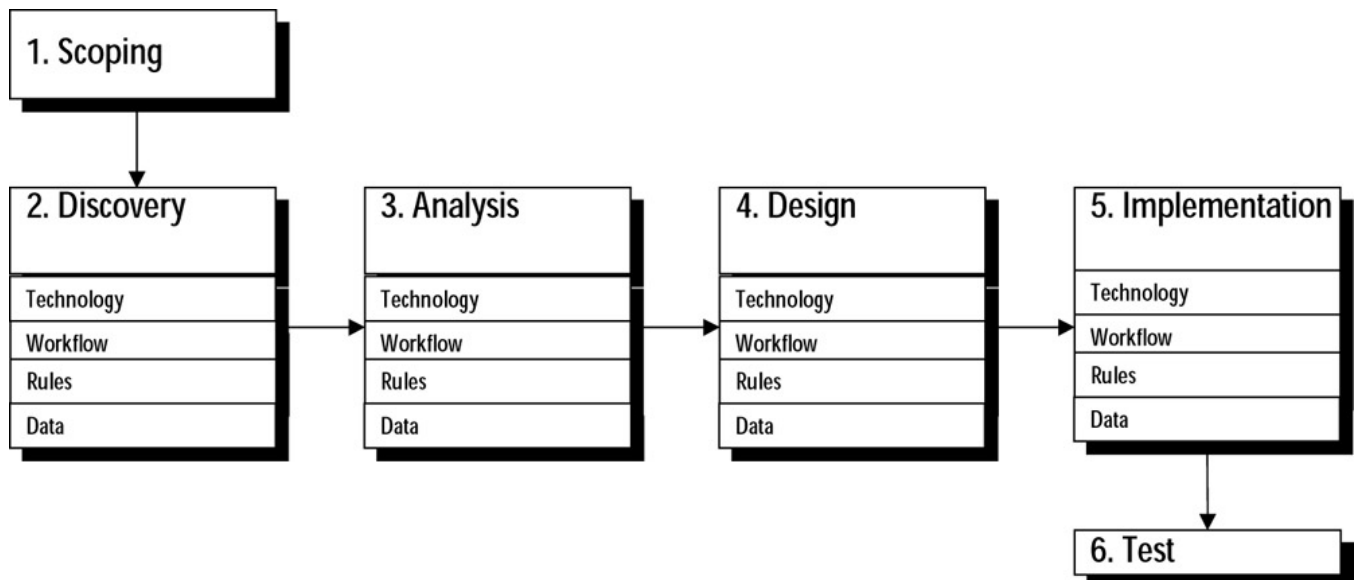 1. Scoping
2. Discovery
Technology
Workflow
Rules
Data
3. Analysis
Technology
Workflow
Rules
Data
4. Design
Technology
Workflow
Rules
Data
5. Implementation
Technology
Workflow
Rules
Data
6. Test